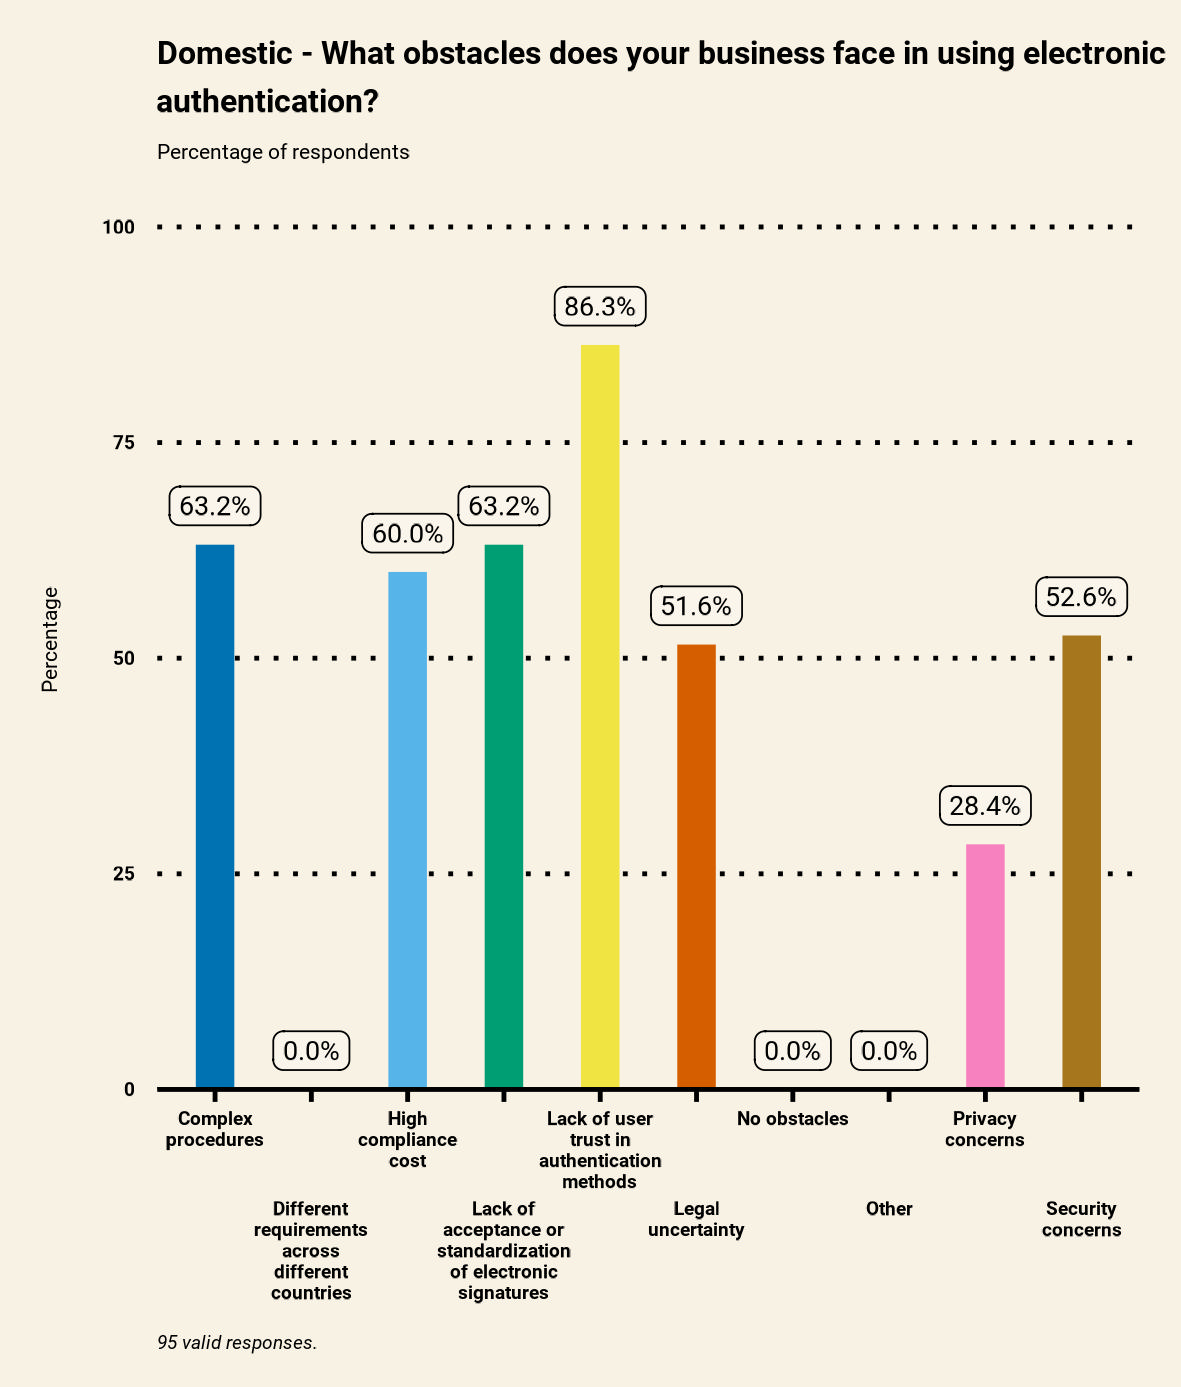 Domestic - What obstacles does your business face in using electronic
authentication?
Percentage of respondents
100
86.3%
75
63.2%
63.2%
60.0%
52.6%
51.6%
50
Percentage
28.4%
25
0.0%
0.0%
0.0%
0
Complex
procedures
High
compliance
cost
Lack of user
trust in
authentication
methods
No obstacles
Privacy
concerns
Different
requirements
across
different
countries
Lack of
acceptance or
standardization
of electronic
signatures
Legal
uncertainty
Other
Security
concerns
95 valid responses.